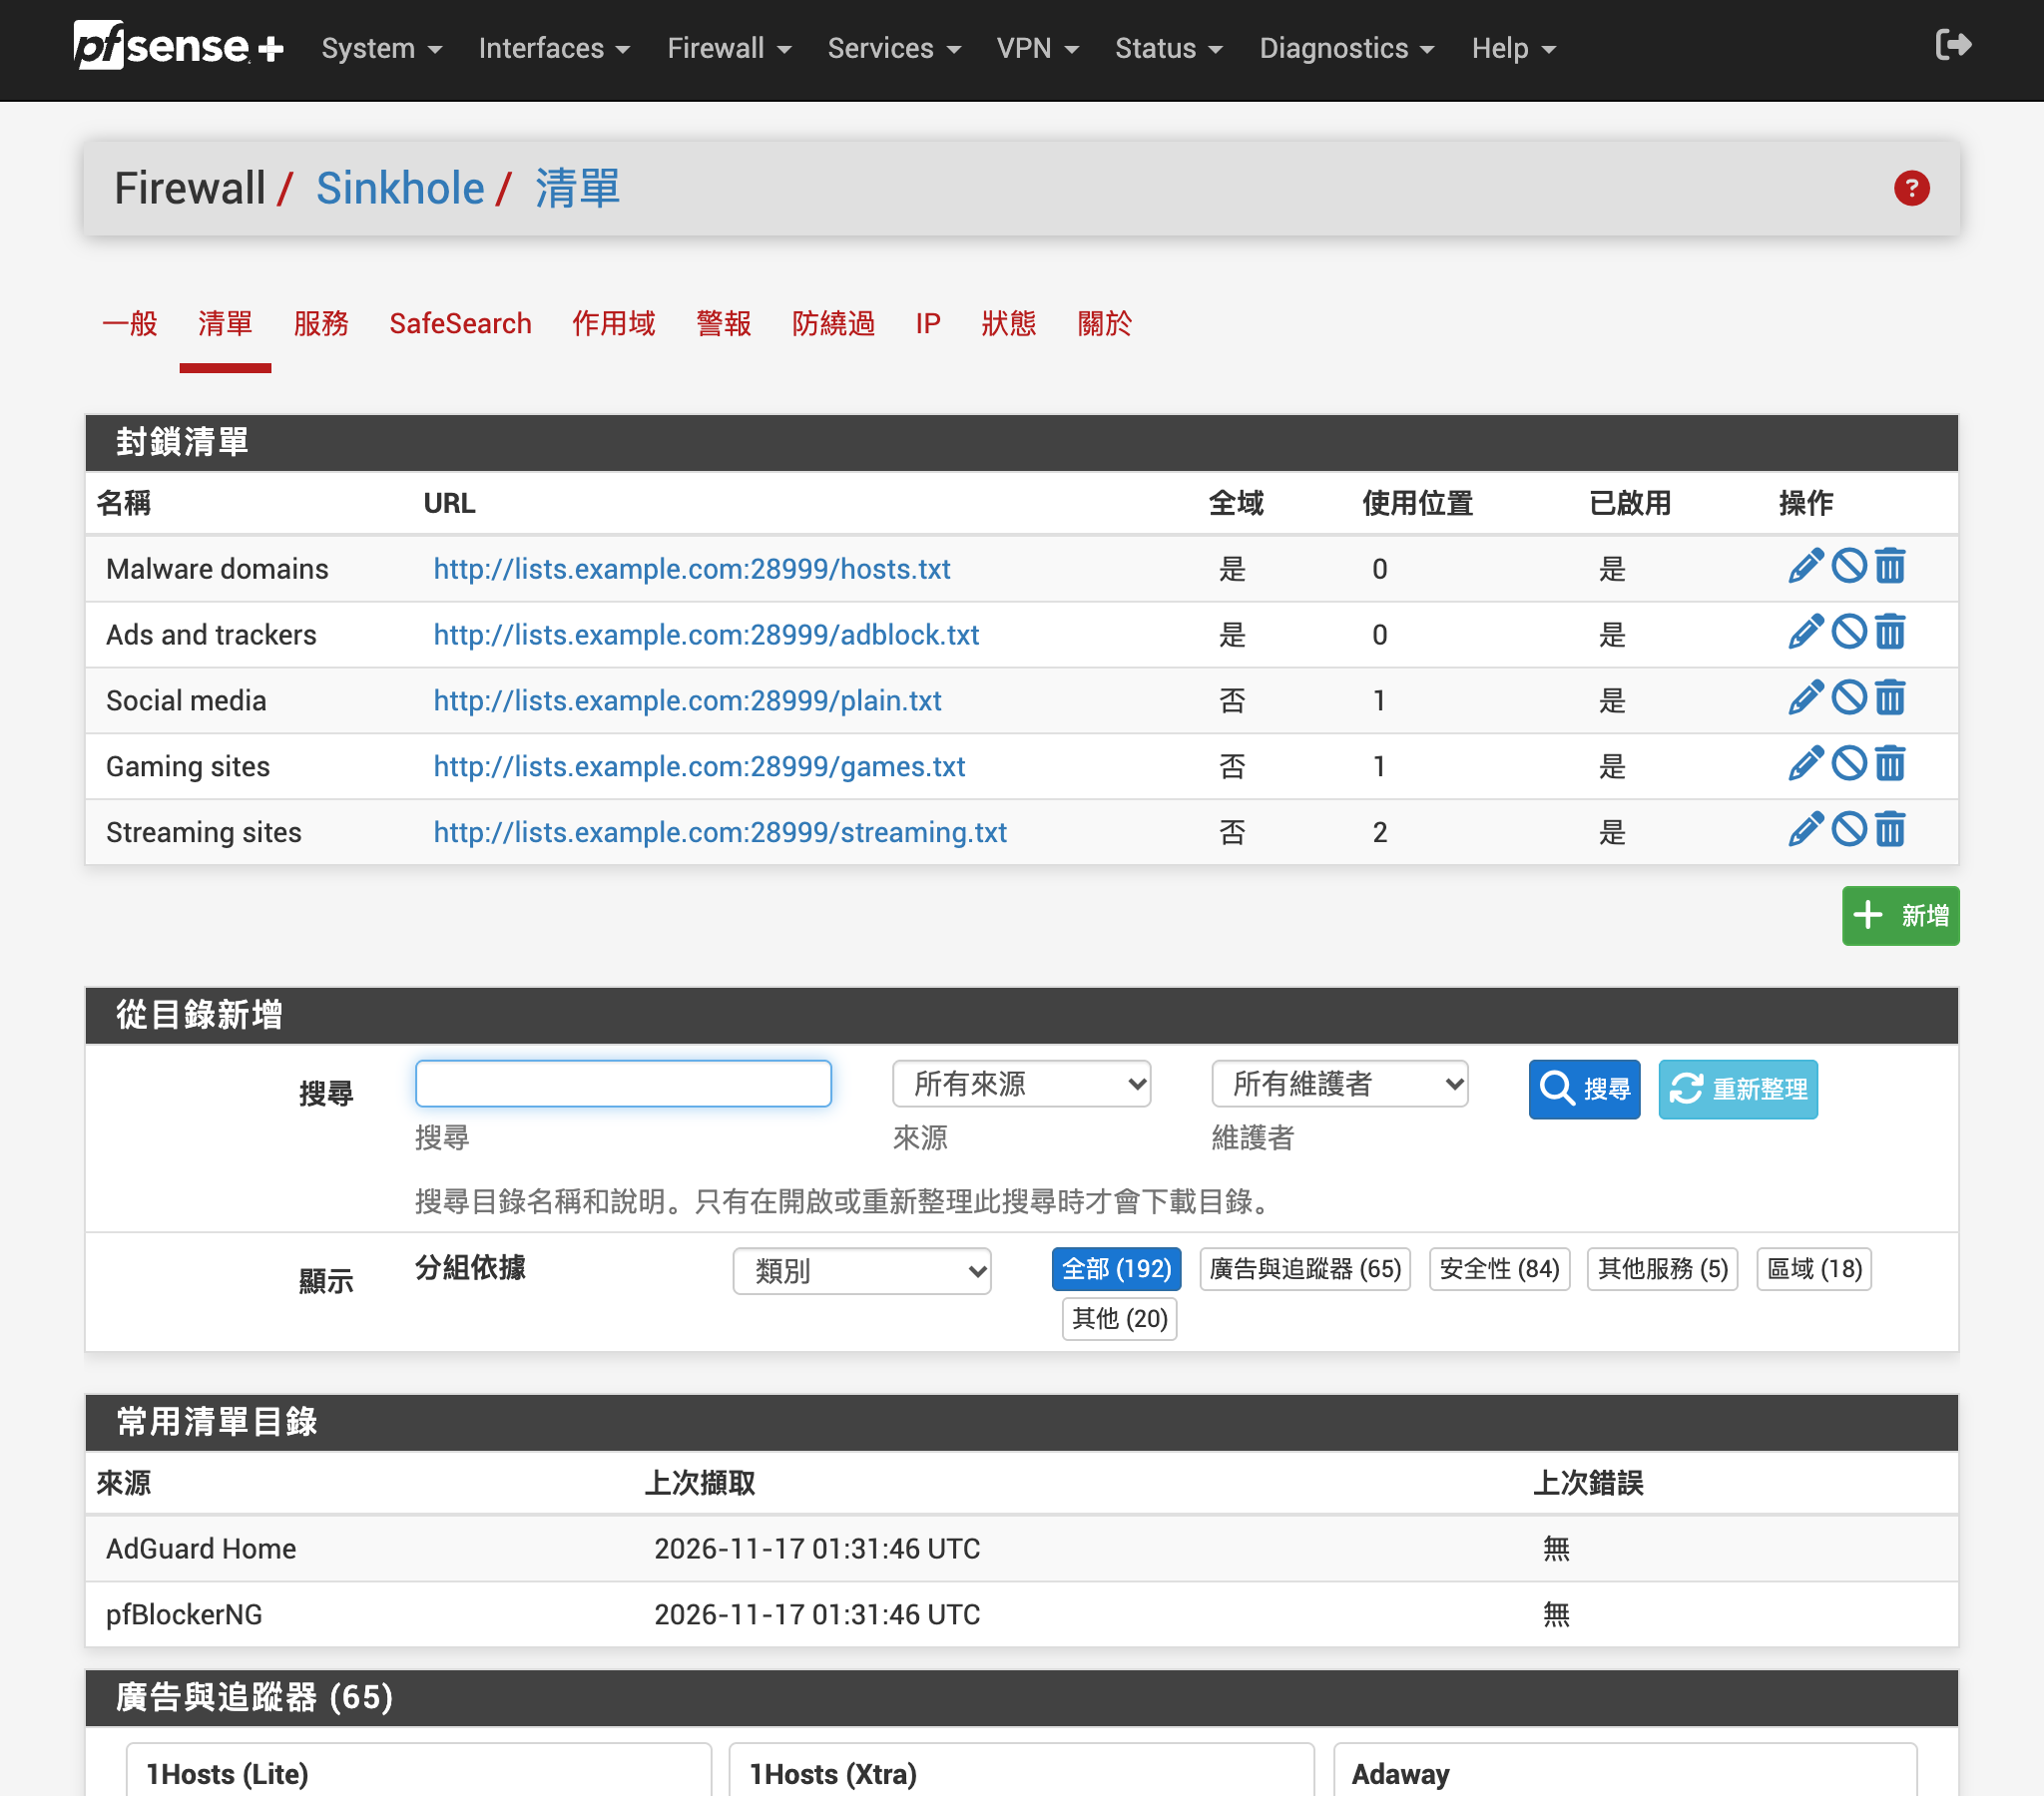 pfsense+ System Interfaces Firewall Services VPN Status Diagnostics Help
Firewall / Sinkhole / 清單
一般 清單 服務 SafeSearch 作用域 警報 防繞過 IP 狀態 關於
封鎖清單
名稱 URL 全域 使用位置 已啟用 操作
Malware domains http://lists.example.com:28999/hosts.txt 是 0 是
Ads and trackers http://lists.example.com:28999/adblock.txt 是 0 是
Social media http://lists.example.com:28999/plain.txt 否 1 是
Gaming sites http://lists.example.com:28999/games.txt 否 1 是
Streaming sites http://lists.example.com:28999/streaming.txt 否 2 是
新增
從目錄新增
搜尋 所有來源 所有維護者 搜尋 重新整理
搜尋 來源 維護者
搜尋目錄名稱和說明。只有在開啟或重新整理此搜尋時才會下載目錄。
顯示 分組依據 類別 全部 (192) 廣告與追蹤器 (65) 安全性 (84) 其他服務 (5) 區域 (18)
其他 (20)
常用清單目錄
來源 上次擷取 上次錯誤
AdGuard Home 2026-11-17 01:31:46 UTC 無
pfBlockerNG 2026-11-17 01:31:46 UTC 無
廣告與追蹤器 (65)
1Hosts (Lite) 1Hosts (Xtra) Adaway